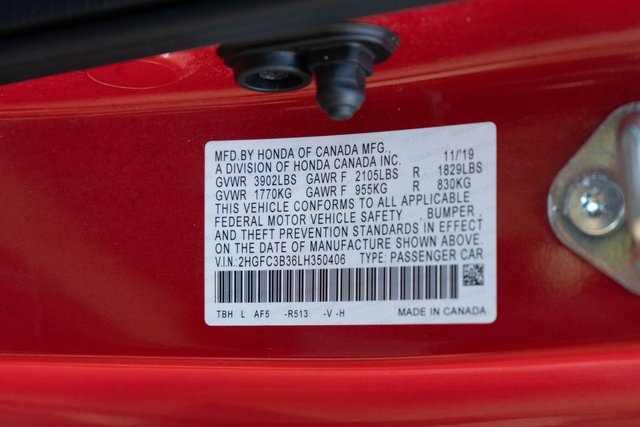 MFD.BY HONDA OF CANADA MFG.,
A DIVISION OF HONDA CANADA INC. 11/'19
GVWR 3902LBS GAWR F 2105LBS R 1829LBS
GVWR 1770KG GAWR F 955KG R 830KG
THIS VEHICLE CONFORMS TO ALL APPLICABLE
FEDERAL MOTOR VEHICLE SAFETY , BUMPER ,
AND THEFT PREVENTION STANDARDS IN EFFECT
ON THE DATE OF MANUFACTURE SHOWN ABOVE.
V.I.N.: 2HGFC3B36LH350406 TYPE: PASSENGER CAR
TBH L AF5 -R513 -V -H MADE IN CANADA